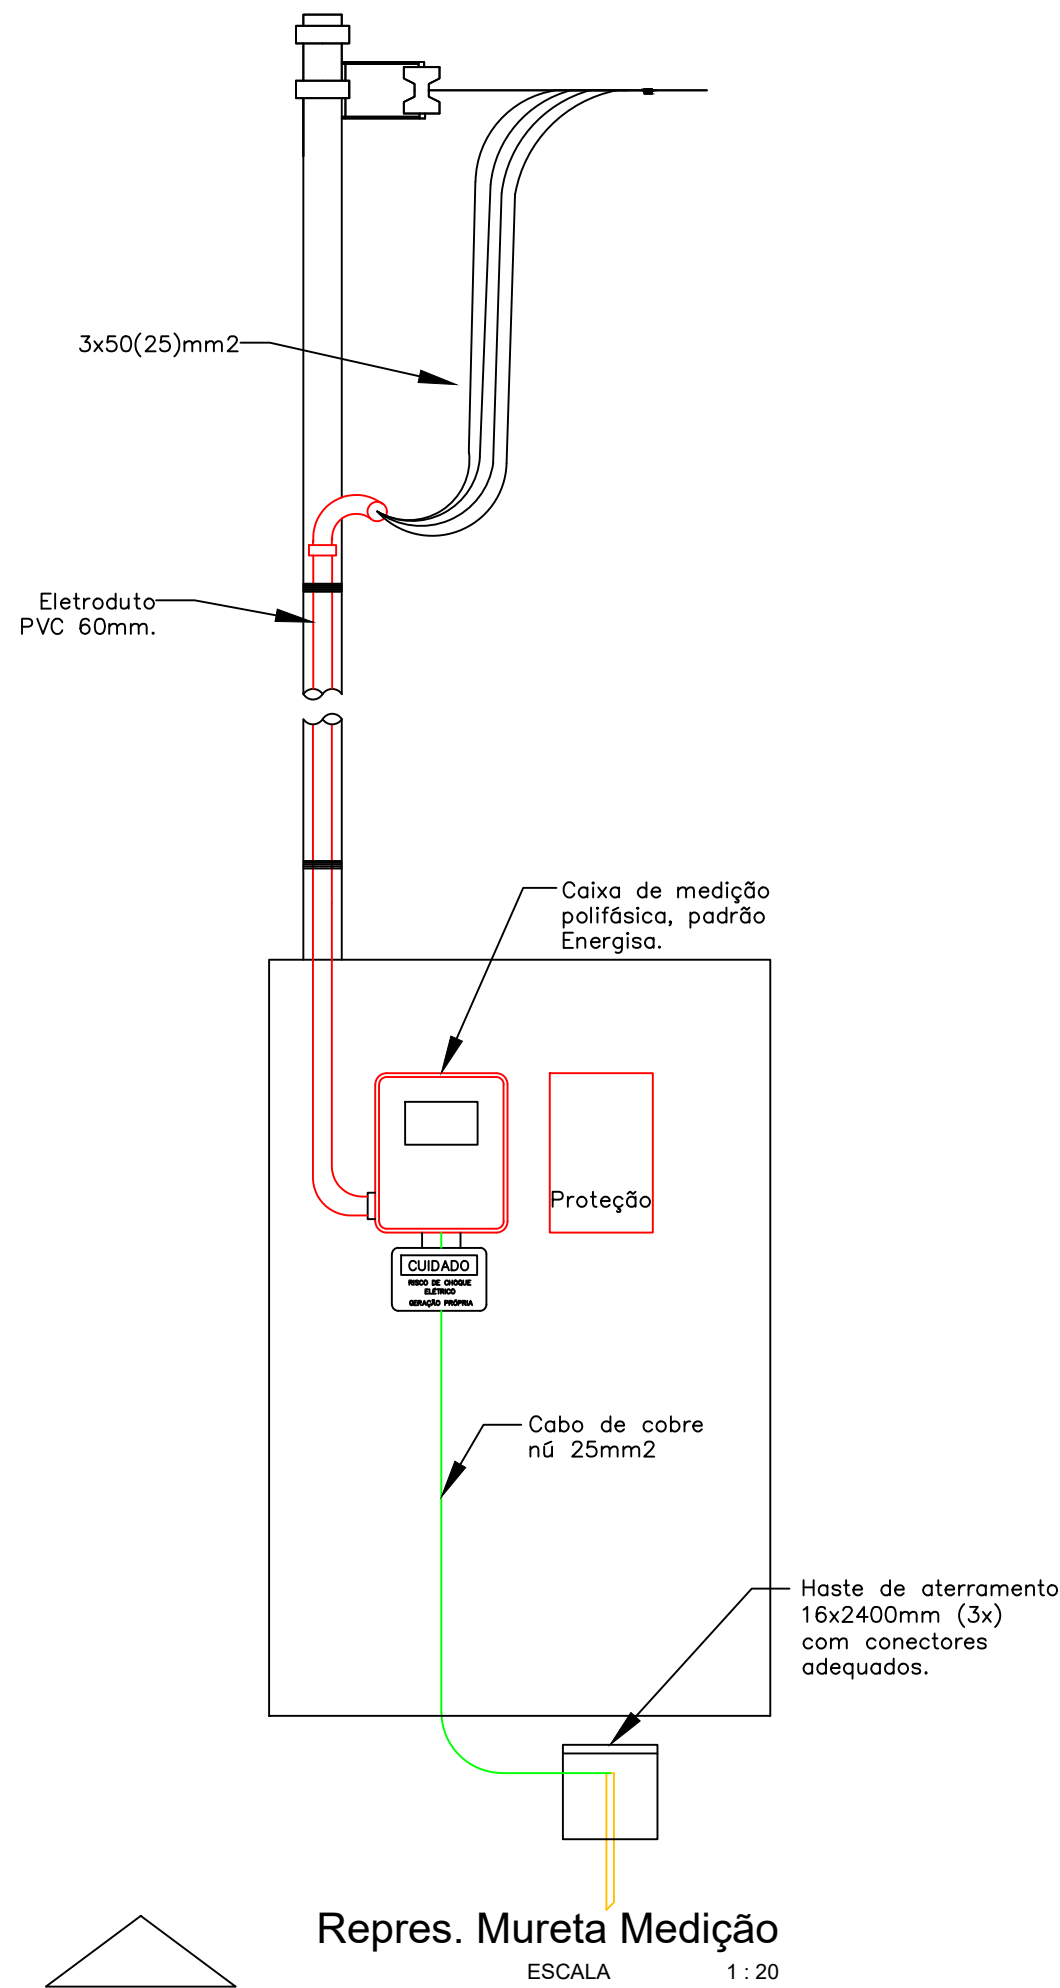 3x50(25)mm2
Eletroduto
PVC 60mm.
Caixa de medição
polifásica, padrão
Energisa.
Proteção
CUIDADO
RISCO DE CHOQUE
ELÉTRICO
GERAÇÃO PRÓPRIA
Cabo de cobre
nú 25mm2
Haste de aterramento
16x2400mm (3x)
com conectores
adequados.
Repres. Mureta Medição
ESCALA 1 : 20